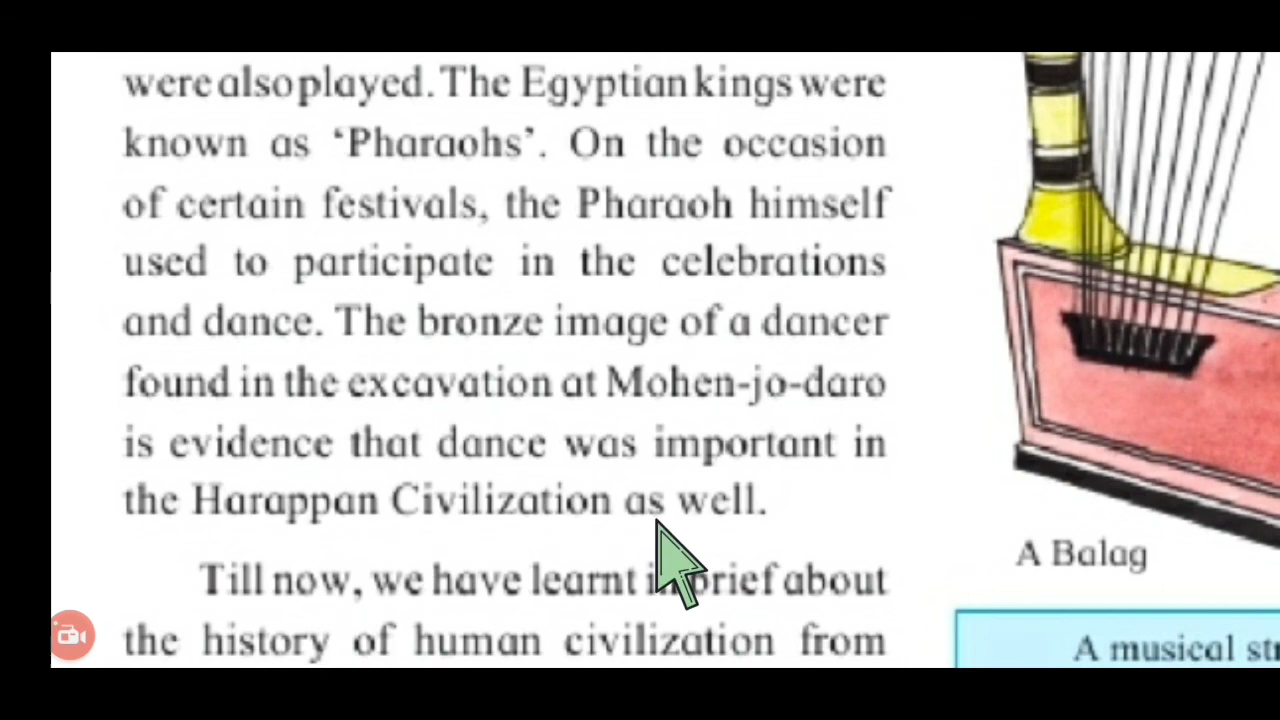 were also played. The Egyptian kings were
known as ‘Pharaohs’. On the occasion
of certain festivals, the Pharaoh himself
used to participate in the celebrations
and dance. The bronze image of a dancer
found in the excavation at Mohen-jo-daro
is evidence that dance was important in
the Harappan Civilization as well.
Till now, we have learnt in brief about
the history of human civilization from
A Balag
A musical